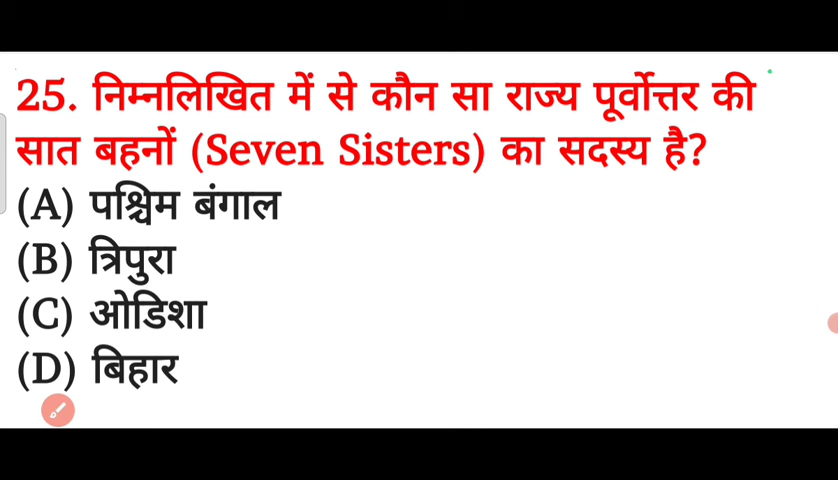 25. निम्नलिखित में से कौन सा राज्य पूर्वोत्तर की
सात बहनों (Seven Sisters) का सदस्य है?
(A) पश्चिम बंगाल
(B) त्रिपुरा
(C) ओडिशा
(D) बिहार